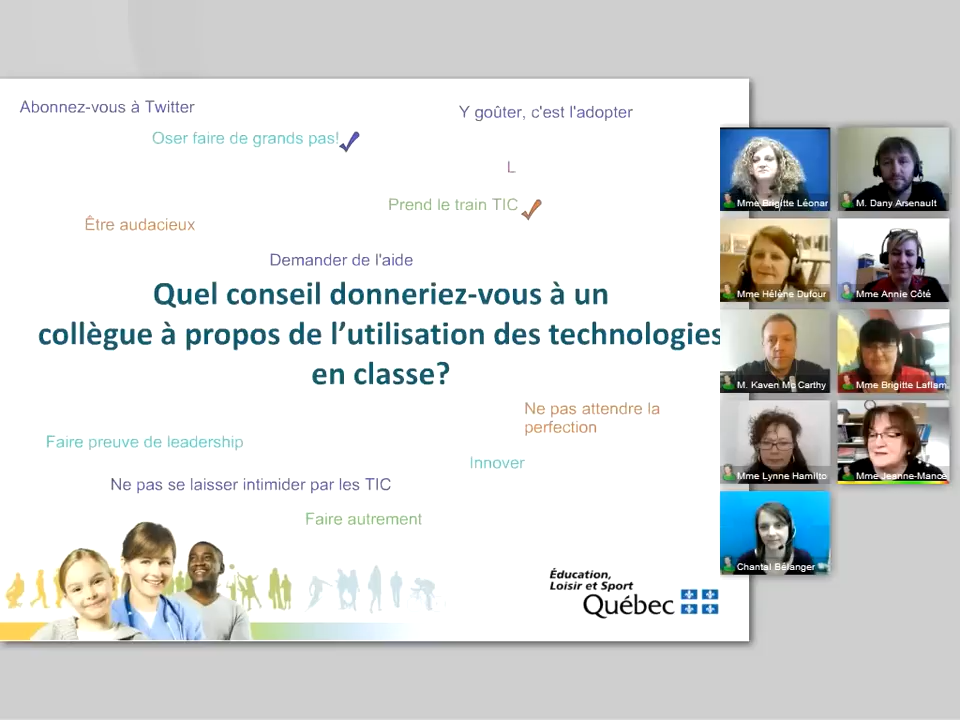 Abonnez-vous à Twitter
Y goûter, c'est l'adopter
Oser faire de grands pas!
L
Prend le train TIC
Être audacieux
Demander de l'aide
Quel conseil donneriez-vous à un
collègue à propos de l’utilisation des technologies
en classe?
Ne pas attendre la
perfection
Faire preuve de leadership
Innover
Ne pas se laisser intimider par les TIC
Faire autrement
Éducation,
Loisir et Sport
Québec
Mme Brigitte Léonar
M. Dany Arsenault
Mme Hélène Dufour
Mme Annie Côté
M. Kaven Mc Carthy
Mme Brigitte Laflam
Mme Lynne Hamilto
Mme Jeanne-Mance
Chantal Bélanger